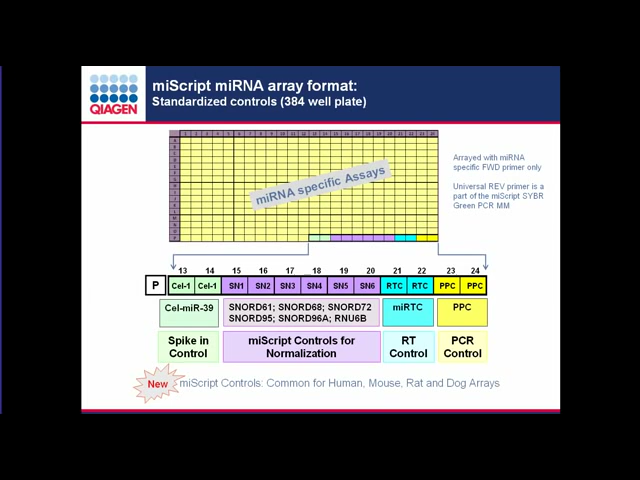 QIAGEN
miScript miRNA array format:
Standardized controls (384 well plate)
miRNA specific Assays
Arrayed with miRNA
specific FWD primer only
Universal REV primer is a
part of the miScript SYBR
Green PCR MM
13 14 15 16 17 18 19 20 21 22 23 24
P Cel-1 Cel-1 SN1 SN2 SN3 SN4 SN5 SN6 RTC RTC PPC PPC
Cel-miR-39
SNORD61; SNORD68; SNORD72
SNORD95; SNORD96A; RNU6B
miRTC
PPC
Spike in
Control
miScript Controls for
Normalization
RT
Control
PCR
Control
New
miScript Controls: Common for Human, Mouse, Rat and Dog Arrays